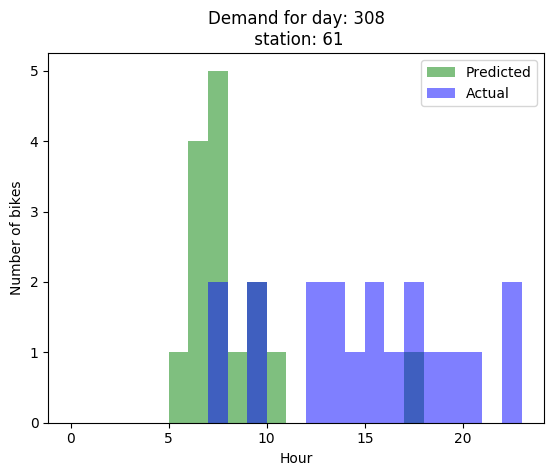 Demand for day: 308
station: 61
Predicted
Actual
Number of bikes
5
4
3
2
1
0
0 5 10 15 20
Hour